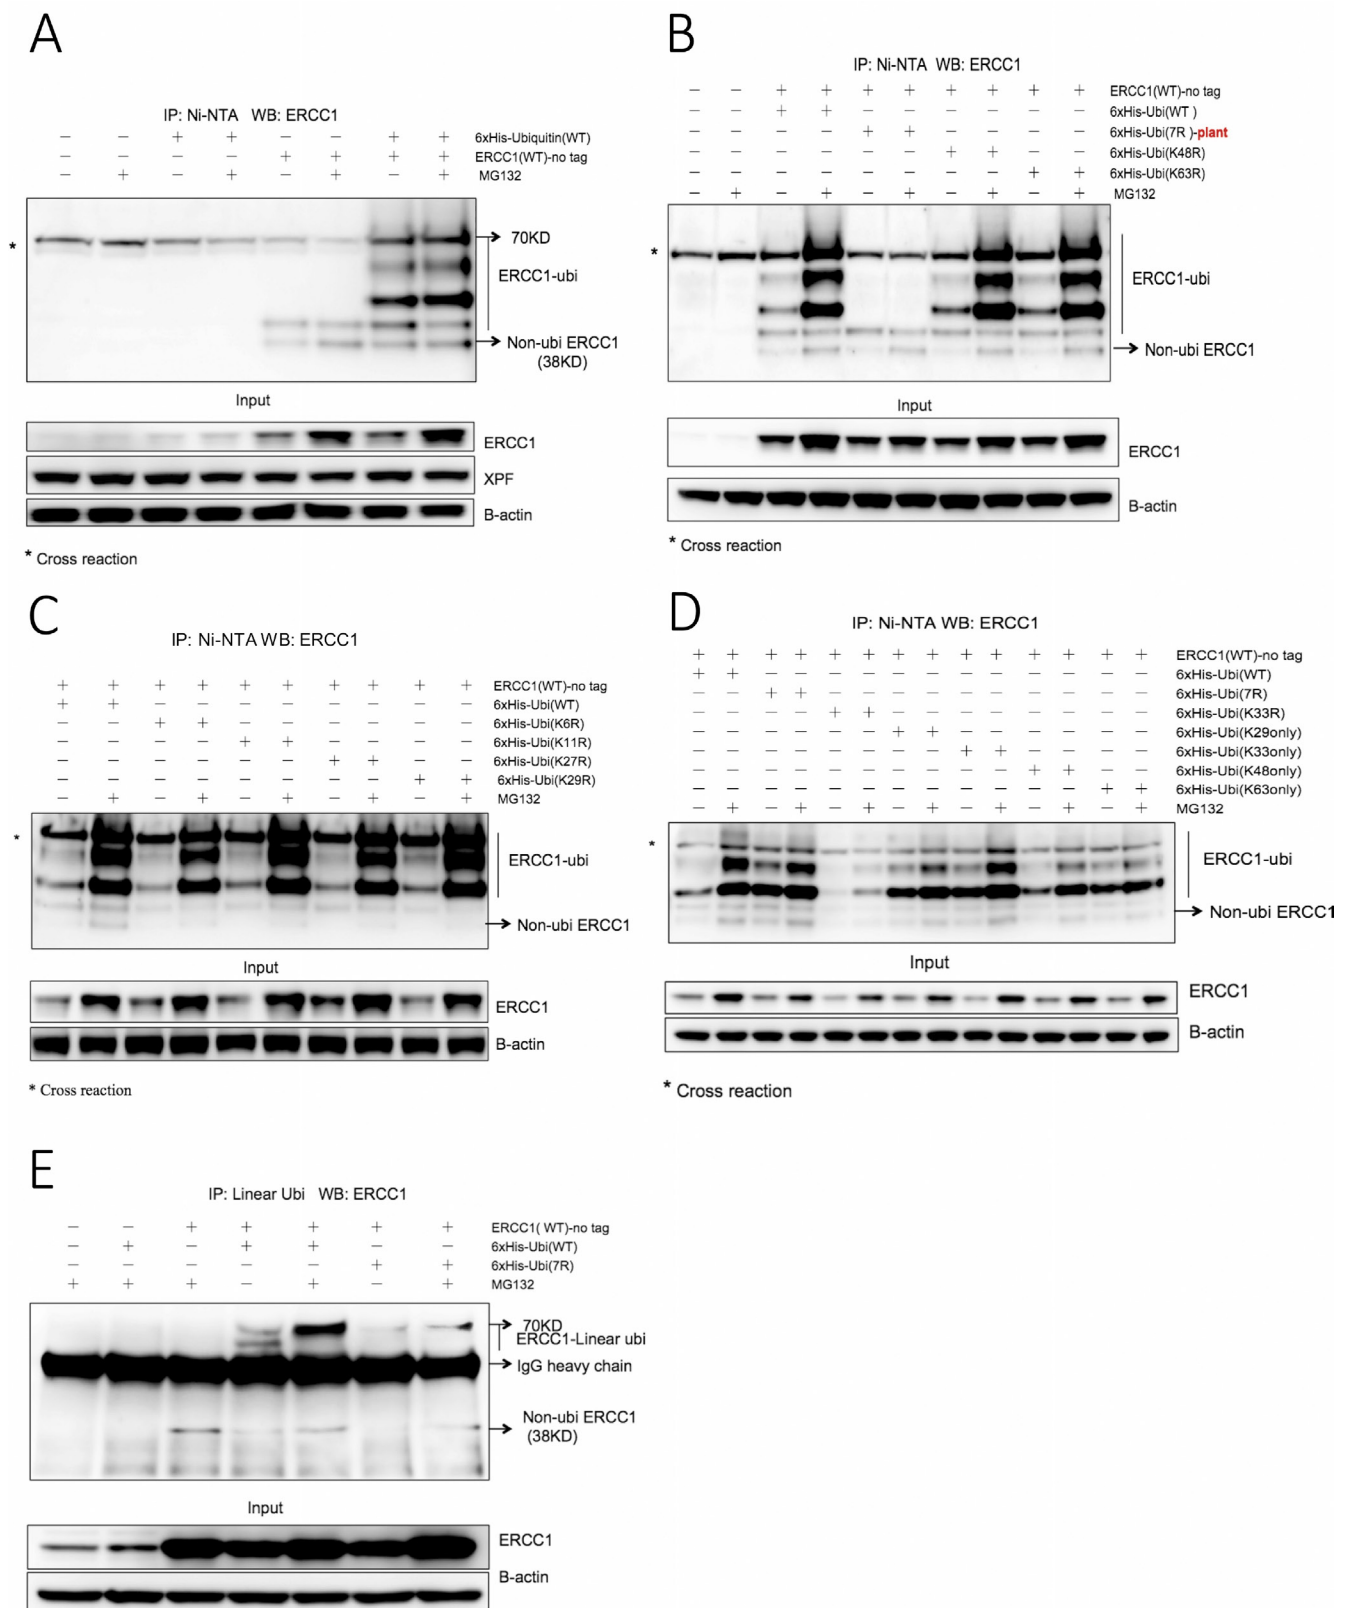 A
IP: Ni-NTA WB: ERCC1
− − + + − − + + 6xHis-Ubiquitin(WT)
− − − − + + + + ERCC1(WT)-no tag
− + − + − + − + MG132
*
70KD
ERCC1-ubi
Non-ubi ERCC1
(38KD)
Input
ERCC1
XPF
B-actin
* Cross reaction
B
IP: Ni-NTA WB: ERCC1
− − + + + + + + + + ERCC1(WT)-no tag
− − + + − − − − − − 6xHis-Ubi(WT )
− − − − + + − − − − 6xHis-Ubi(7R )-plant
− − − − − − + + − − 6xHis-Ubi(K48R)
− − − − − − − − + + 6xHis-Ubi(K63R)
− + − + − + − + − + MG132
*
ERCC1-ubi
Non-ubi ERCC1
Input
ERCC1
B-actin
* Cross reaction
C
IP: Ni-NTA WB: ERCC1
+ + + + + + + + + + ERCC1(WT)-no tag
+ + − − − − − − − − 6xHis-Ubi(WT)
− − + + − − − − − − 6xHis-Ubi(K6R)
− − − − + + − − − − 6xHis-Ubi(K11R)
− − − − − − + + − − 6xHis-Ubi(K27R)
− − − − − − − − + + 6xHis-Ubi(K29R)
− + − + − + − + − + MG132
*
ERCC1-ubi
Non-ubi ERCC1
Input
ERCC1
B-actin
* Cross reaction
D
IP: Ni-NTA WB: ERCC1
+ + + + + + + + + + + + + + ERCC1(WT)-no tag
+ + − − − − − − − − − − − − 6xHis-Ubi(WT)
− − + + − − − − − − − − − − 6xHis-Ubi(7R)
− − − − + + − − − − − − − − 6xHis-Ubi(K33R)
− − − − − − + + − − − − − − 6xHis-Ubi(K29only)
− − − − − − − − + + − − − − 6xHis-Ubi(K33only)
− − − − − − − − − − + + − − 6xHis-Ubi(K48only)
− − − − − − − − − − − − + + 6xHis-Ubi(K63only)
− + − + − + − + − + − + − + MG132
*
ERCC1-ubi
Non-ubi ERCC1
Input
ERCC1
B-actin
* Cross reaction
E
IP: Linear Ubi WB: ERCC1
− − + + + + + ERCC1( WT)-no tag
− + − + + − − 6xHis-Ubi(WT)
− − − − − + + 6xHis-Ubi(7R)
+ + + − + − + MG132
70KD
ERCC1-Linear ubi
IgG heavy chain
Non-ubi ERCC1
(38KD)
Input
ERCC1
B-actin